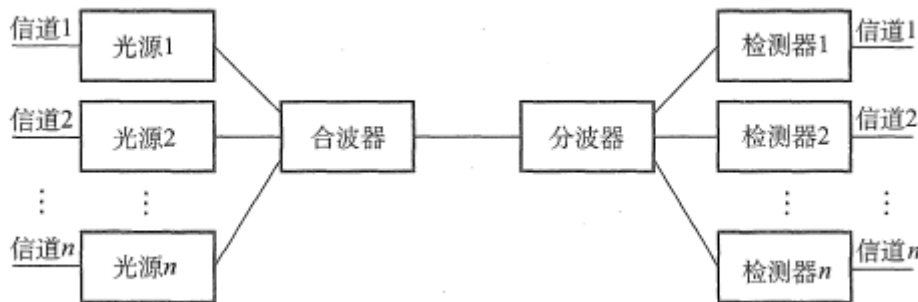 信道1
光源1
检测器1
信道1
信道2
光源2
合波器
分波器
检测器2
信道2
信道n
光源n
检测器n
信道n